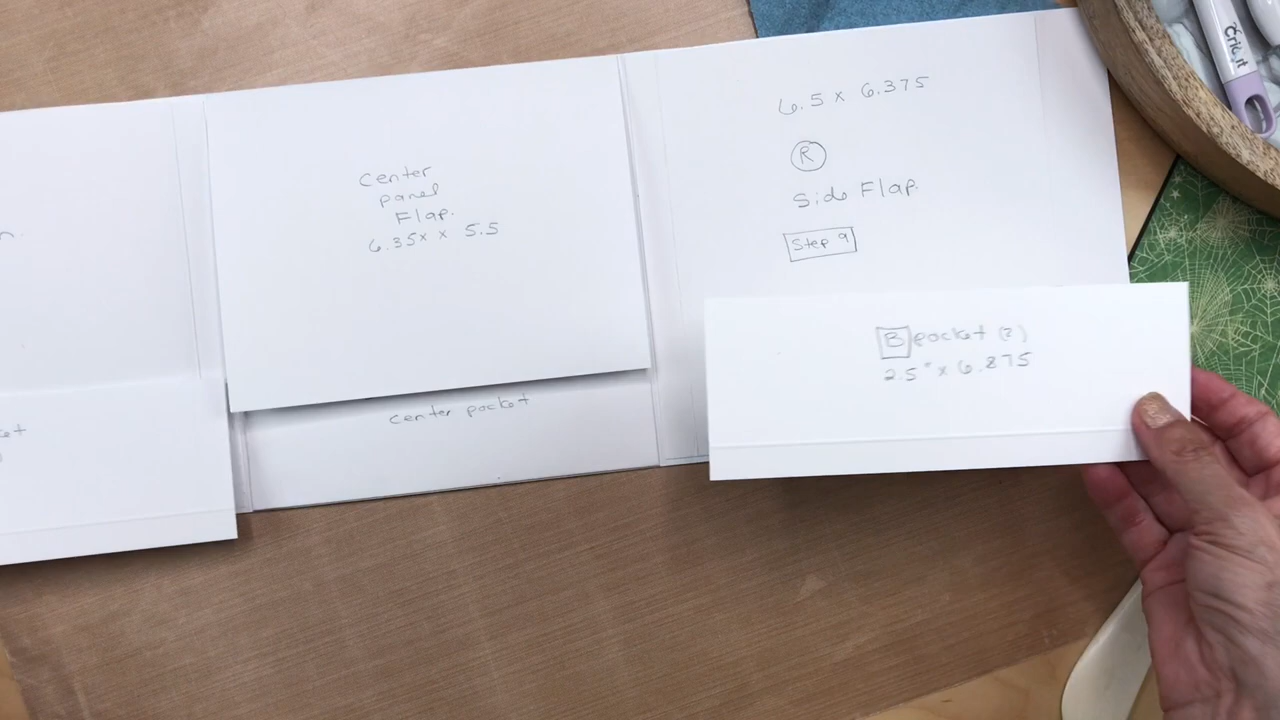 Center
panel
Flap.
6.35x x 5.5
center pocket
6.5 x 6.375
R
Side Flap.
Step 9
B pocket (2)
2.5" x 6.875
cricut